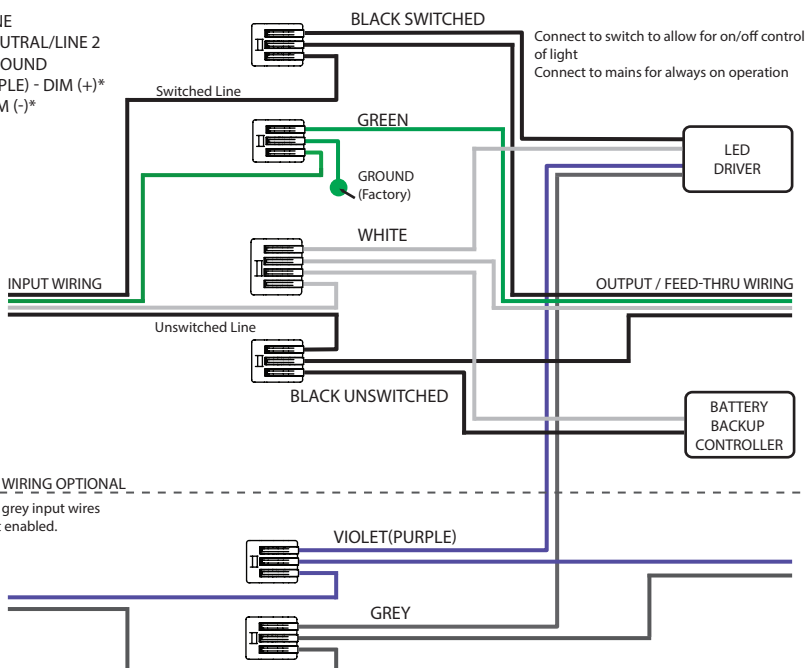 NE
UTRAL/LINE 2
OUND
PLE) - DIM (+)*
M (-)*
BLACK SWITCHED
Connect to switch to allow for on/off control
of light
Connect to mains for always on operation
Switched Line
GREEN
GROUND
(Factory)
LED
DRIVER
WHITE
INPUT WIRING
OUTPUT / FEED-THRU WIRING
Unswitched Line
BLACK UNSWITCHED
BATTERY
BACKUP
CONTROLLER
WIRING OPTIONAL
grey input wires
t enabled.
VIOLET(PURPLE)
GREY